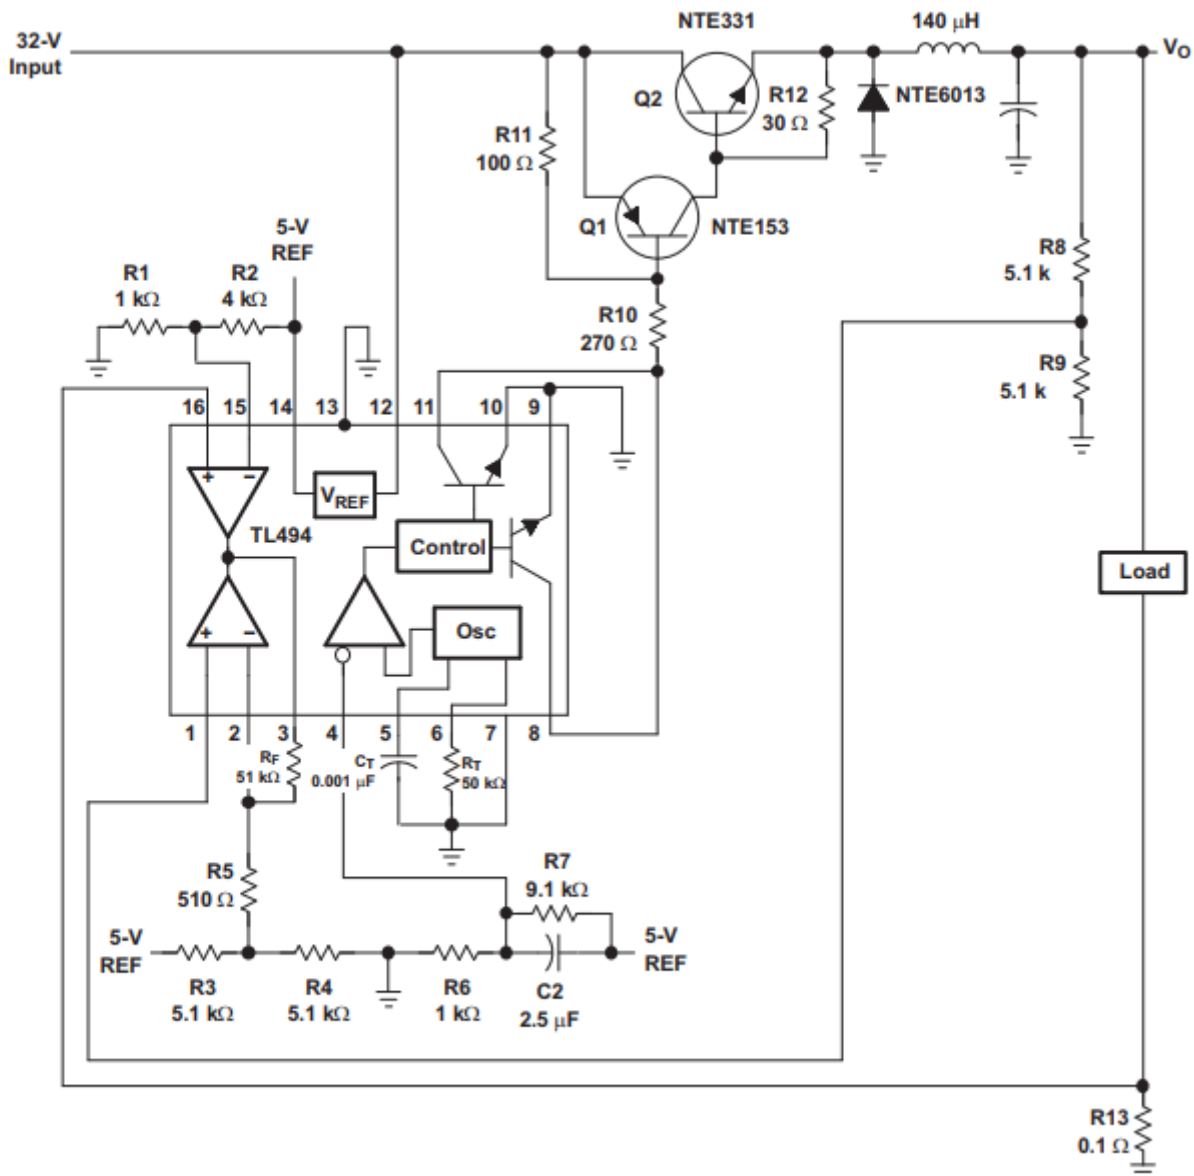 NTE331
140 μH
32-V
Input
VO
Q2
R12
30 Ω
NTE6013
R11
100 Ω
Q1
NTE153
5-V
REF
R1
1 kΩ
R2
4 kΩ
R8
5.1 k
R10
270 Ω
R9
5.1 k
16 15 14 13 12 11 10 9
+ −
VREF
TL494
Control
Load
+ −
Osc
1 2 3 4 5 6 7 8
RF
51 kΩ
CT
0.001 μF
RT
50 kΩ
R5
510 Ω
R7
9.1 kΩ
5-V
REF
5-V
REF
R3
5.1 kΩ
R4
5.1 kΩ
R6
1 kΩ
C2
2.5 μF
R13
0.1 Ω